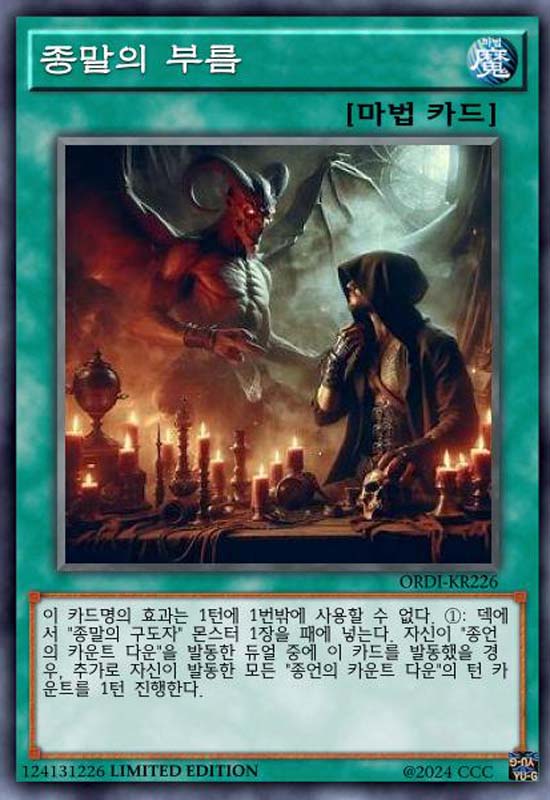 종말의 부름
마법
魔
[마법 카드]
ORDI-KR226
이 카드명의 효과는 1턴에 1번밖에 사용할 수 없다. ①: 덱에
서 "종말의 구도자" 몬스터 1장을 패에 넣는다. 자신이 "종언
의 카운트 다운"을 발동한 듀얼 중에 이 카드를 발동했을 경
우, 추가로 자신이 발동한 모든 "종언의 카운트 다운"의 턴 카
운트를 1턴 진행한다.
124131226 LIMITED EDITION
©2024 CCC